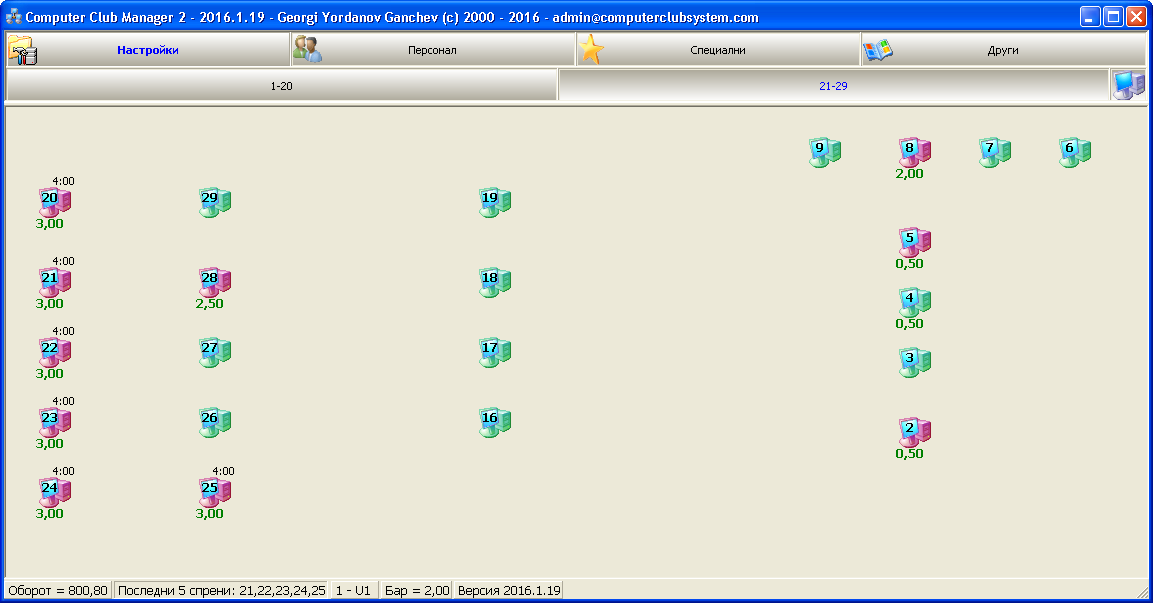 Computer Club Manager 2 - 2016.1.19 - Georgi Yordanov Ganchev (c) 2000 - 2016 - admin@computerclubsystem.com
Настройки Персонал Специални Други
1-20 21-29
9 8 7 6
2,00
4:00
20 29 19
3,00
5
0,50
4:00
21 28 18
3,00 2,50
4
0,50
4:00
22 27 17 3
3,00
4:00
23 26 16 2
3,00 0,50
4:00 4:00
24 25
3,00 3,00
Оборот = 800,80 Последни 5 спрени: 21,22,23,24,25 1 - U1 Бар = 2,00 Версия 2016.1.19